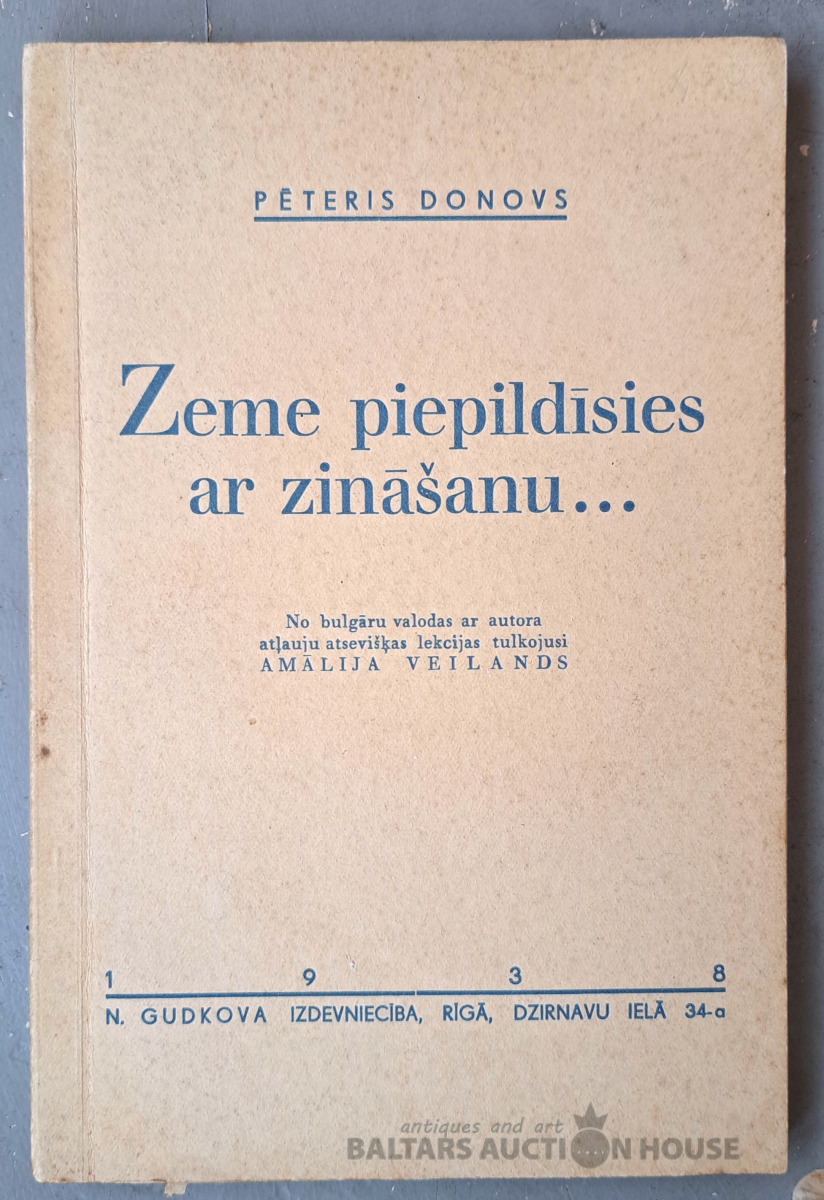 PĒTERIS DONOVS
Zeme piepildīsies
ar zināšanu...
No bulgāru valodas ar autora
atļauju atsevišķas lekcijas tulkojusi
AMĀLIJA VEILANDS
1 9 3 8
N. GUDKOVA IZDEVNIECĪBA, RĪGĀ, DZIRNAVU IELĀ 34-a
antiques and art
BALTARS AUCTION HOUSE